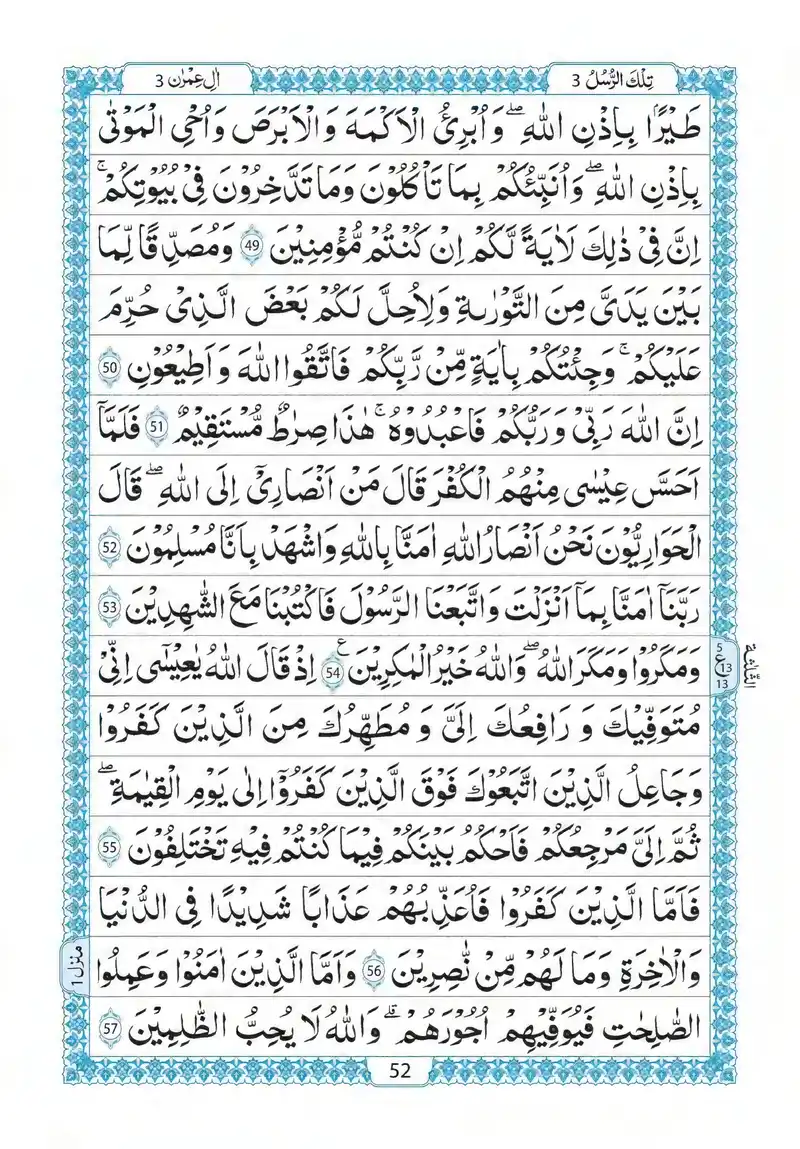 تِلْكَ الرُّسُلُ 3
اٰلِ عِمْرٰن 3
طَيْرًۢا بِاِذْنِ اللّٰهِۚۖ وَاُبْرِئُ الْاَكْمَهَ وَالْاَبْرَصَ وَاُحْىِ الْمَوْتٰى
بِاِذْنِ اللّٰهِۚۖ وَاُنَبِّئُكُمْ بِمَا تَاْكُلُوْنَ وَمَا تَدَّخِرُوْنَ فِىْ بُيُوْتِكُمْ ۚ
اِنَّ فِىْ ذٰلِكَ لَاٰيَةً لَّكُمْ اِنْ كُنْتُمْ مُّؤْمِنِيْنَ 49 وَمُصَدِّقًا لِّمَا
بَيْنَ يَدَىَّ مِنَ التَّوْرٰىةِ وَلِاُحِلَّ لَكُمْ بَعْضَ الَّذِىْ حُرِّمَ
عَلَيْكُمْ ۚ وَجِئْتُكُمْ بِاٰيَةٍ مِّنْ رَّبِّكُمْ فَاتَّقُوا اللّٰهَ وَاَطِيْعُوْنِ 50
اِنَّ اللّٰهَ رَبِّىْ وَرَبُّكُمْ فَاعْبُدُوْهُ ۚ هٰذَا صِرٰطٌ مُّسْتَقِيْمٌ 51 فَلَمَّاۤ
اَحَسَّ عِيْسٰى مِنْهُمُ الْكُفْرَ قَالَ مَنْ اَنْصَارِىْۤ اِلَى اللّٰهِۚۖ قَالَ
الْحَوَارِيُّوْنَ نَحْنُ اَنْصَارُ اللّٰهِ اٰمَنَّا بِاللّٰهِ وَاشْهَدْ بِاَنَّا مُسْلِمُوْنَ 52
رَبَّنَاۤ اٰمَنَّا بِمَاۤ اَنْزَلْتَ وَاتَّبَعْنَا الرَّسُوْلَ فَاكْتُبْنَا مَعَ الشّٰهِدِيْنَ 53
وَمَكَرُوْا وَمَكَرَ اللّٰهُ ۖ وَاللّٰهُ خَيْرُ الْمٰكِرِيْنَ 54 ع اِذْ قَالَ اللّٰهُ يٰعِيْسٰۤى اِنِّىْ
5
ع 13
13
الثلٰثة
مُتَوَفِّيْكَ وَرَافِعُكَ اِلَىَّ وَمُطَهِّرُكَ مِنَ الَّذِيْنَ كَفَرُوْا
وَجَاعِلُ الَّذِيْنَ اتَّبَعُوْكَ فَوْقَ الَّذِيْنَ كَفَرُوْۤا اِلٰى يَوْمِ الْقِيٰمَةِۚۖ
ثُمَّ اِلَىَّ مَرْجِعُكُمْ فَاَحْكُمُ بَيْنَكُمْ فِيْمَا كُنْتُمْ فِيْهِ تَخْتَلِفُوْنَ 55
فَاَمَّا الَّذِيْنَ كَفَرُوْا فَاُعَذِّبُهُمْ عَذَابًا شَدِيْدًا فِى الدُّنْيَا
وَالْاٰخِرَةِ وَمَا لَهُمْ مِّنْ نّٰصِرِيْنَ 56 وَاَمَّا الَّذِيْنَ اٰمَنُوْا وَعَمِلُوا
منزل 1
الصّٰلِحٰتِ فَيُوَفِّيْهِمْ اُجُوْرَهُمْ ۗ وَاللّٰهُ لَا يُحِبُّ الظّٰلِمِيْنَ 57
52